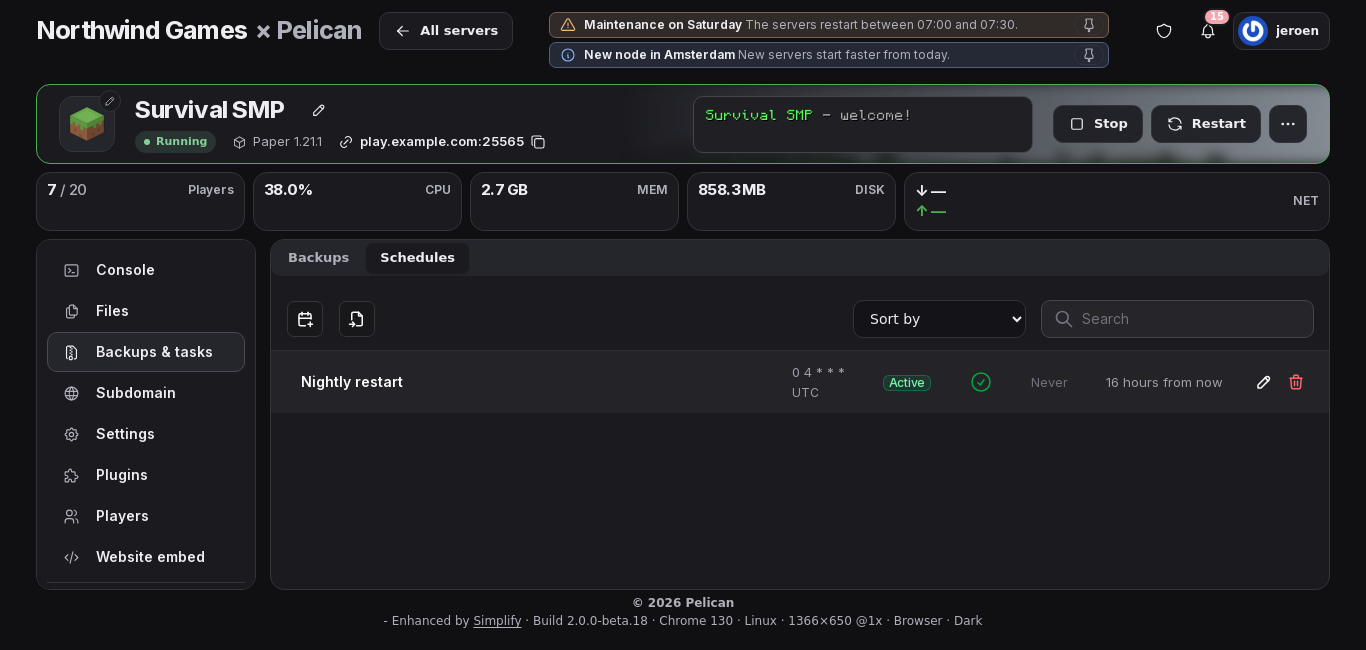 Northwind Games × Pelican
All servers
Maintenance on Saturday The servers restart between 07:00 and 07:30.
New node in Amsterdam New servers start faster from today.
15
jeroen
Survival SMP
Running
Paper 1.21.1
play.example.com:25565
Survival SMP - welcome!
Stop
Restart
7 / 20
Players
38.0%
CPU
2.7 GB
MEM
858.3 MB
DISK
↓ —
↑ —
NET
Console
Files
Backups & tasks
Subdomain
Settings
Plugins
Players
Website embed
Backups
Schedules
Sort by
Search
Nightly restart
0 4 * * *
UTC
Active
Never
16 hours from now
© 2026 Pelican
- Enhanced by Simplify · Build 2.0.0-beta.18 · Chrome 130 · Linux · 1366×650 @1x · Browser · Dark